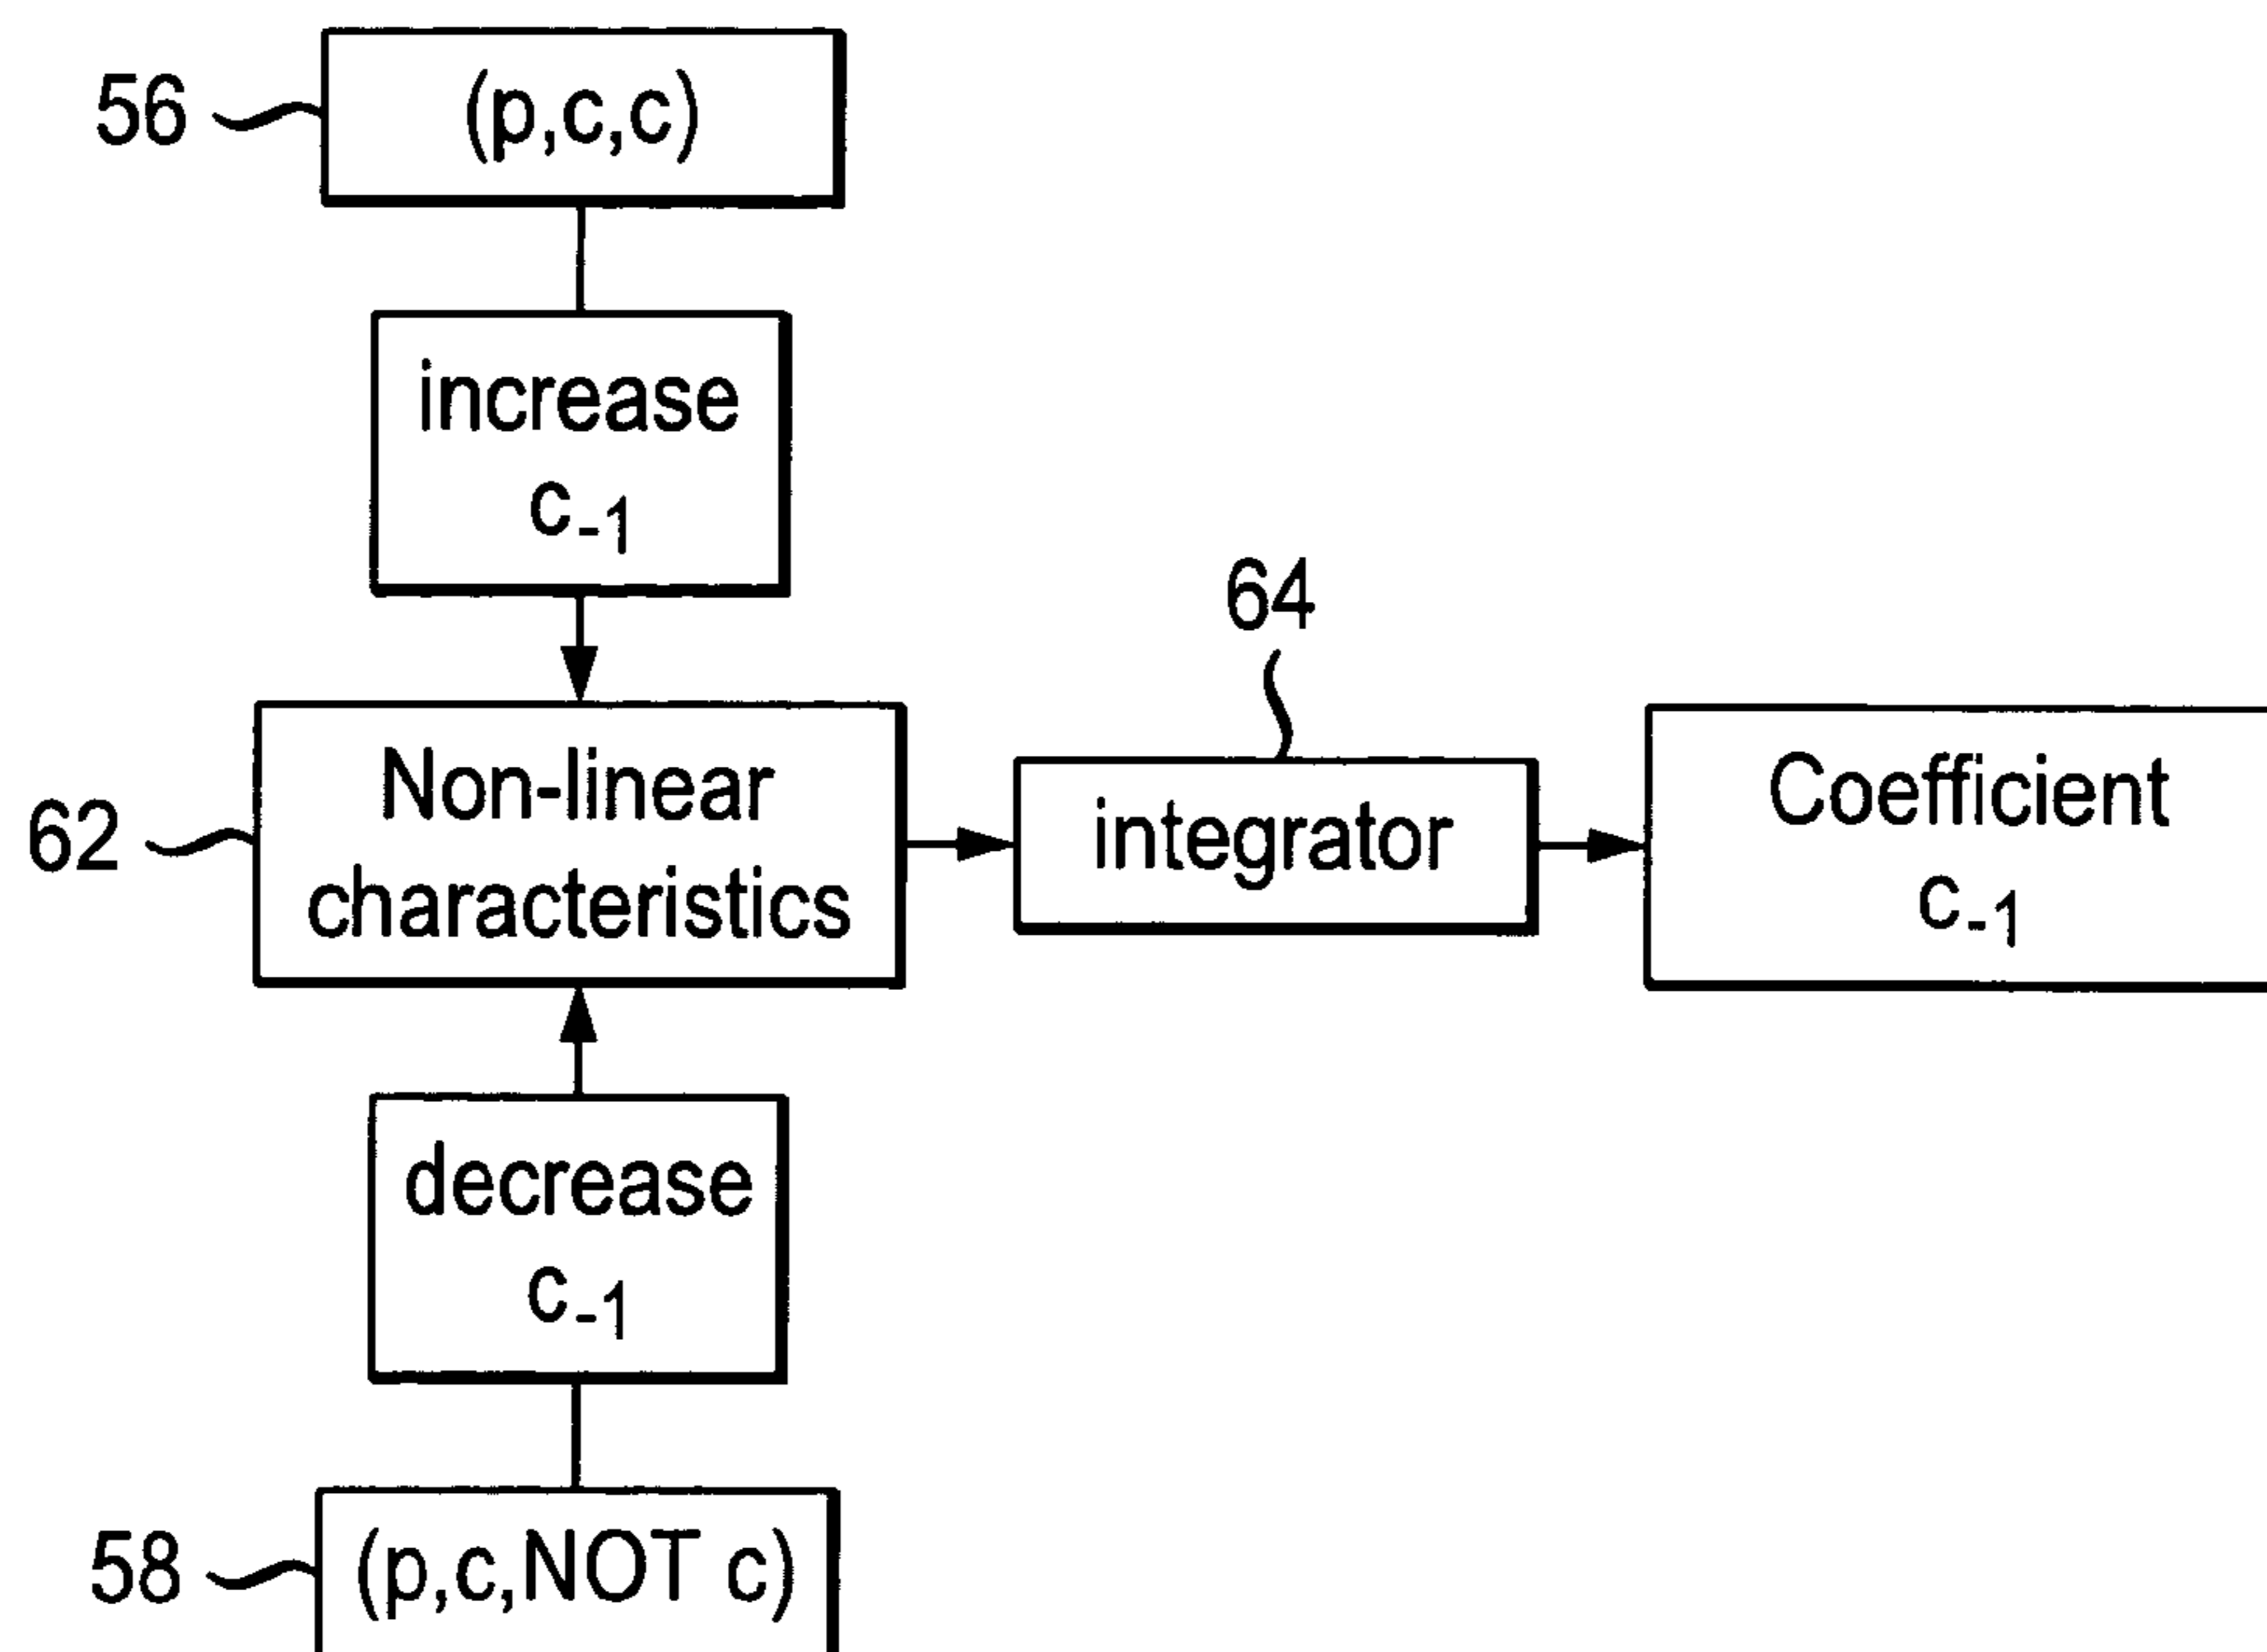 56
(p,c,c)
increase
c-1
64
62
Non-linear
characteristics
integrator
Coefficient
c-1
decrease
c-1
58
(p,c,NOT c)